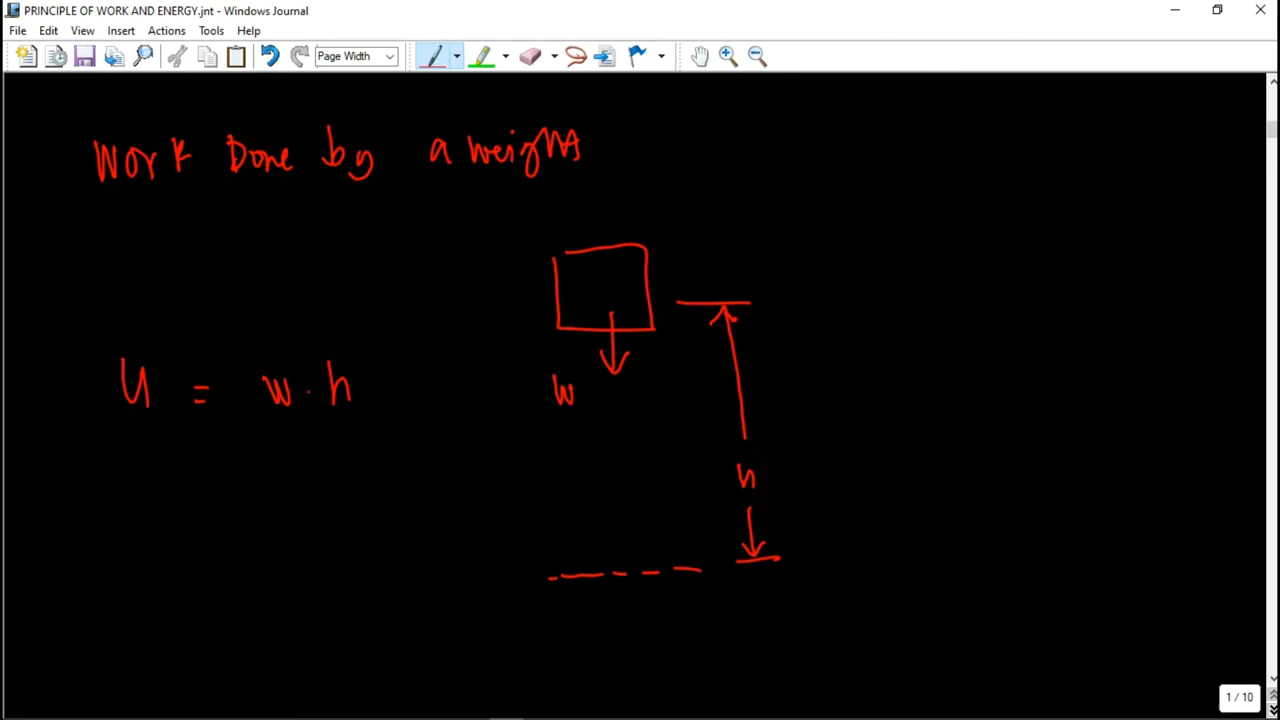 PRINCIPLE OF WORK AND ENERGY.jnt - Windows Journal
File Edit View Insert Actions Tools Help
Page Width
Work Done by a weight
U = w · h
W
h
1 / 10